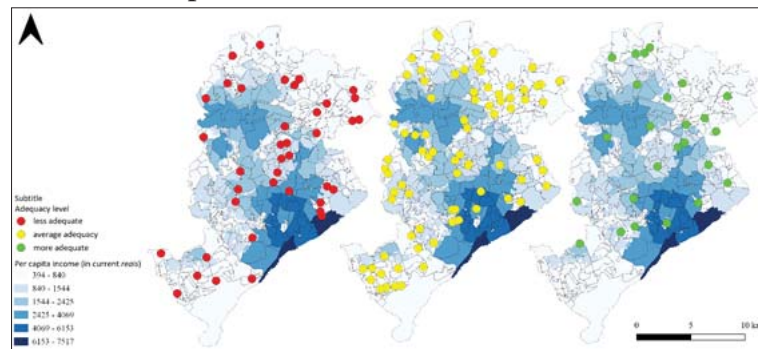 Subtitle
Adequacy level
less adequate
average adequacy
more adequate
Per capita income (in current reais)
394 - 840
840 - 1544
1544 - 2425
2425 - 4069
4069 - 6153
6153 - 7517
0 5 10 km